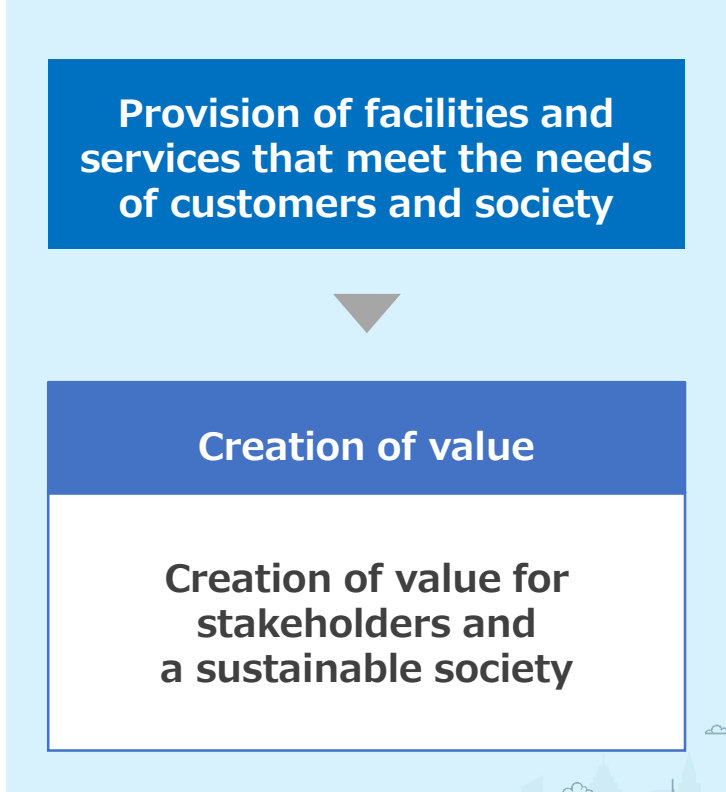 Provision of facilities and
services that meet the needs
of customers and society
Creation of value
Creation of value for
stakeholders and
a sustainable society